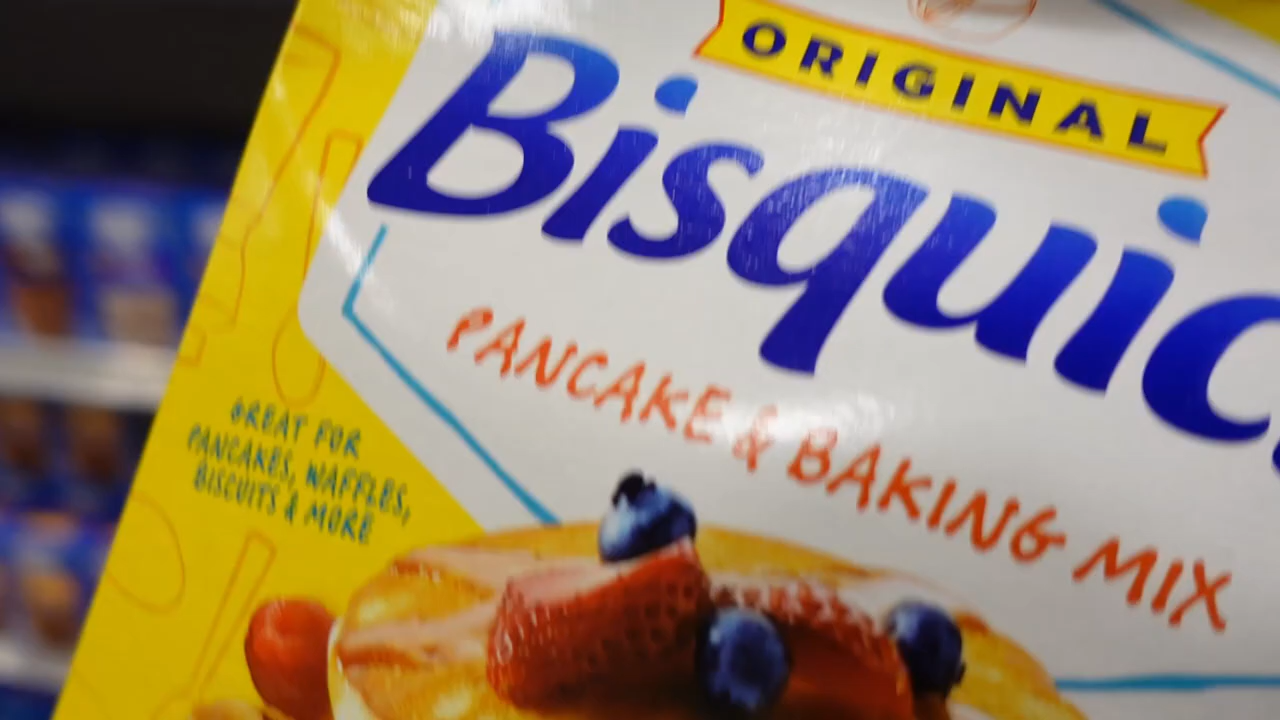 ORIGINAL
Bisquic
PANCAKE & BAKING MIX
GREAT FOR
PANCAKES, WAFFLES,
BISCUITS & MORE